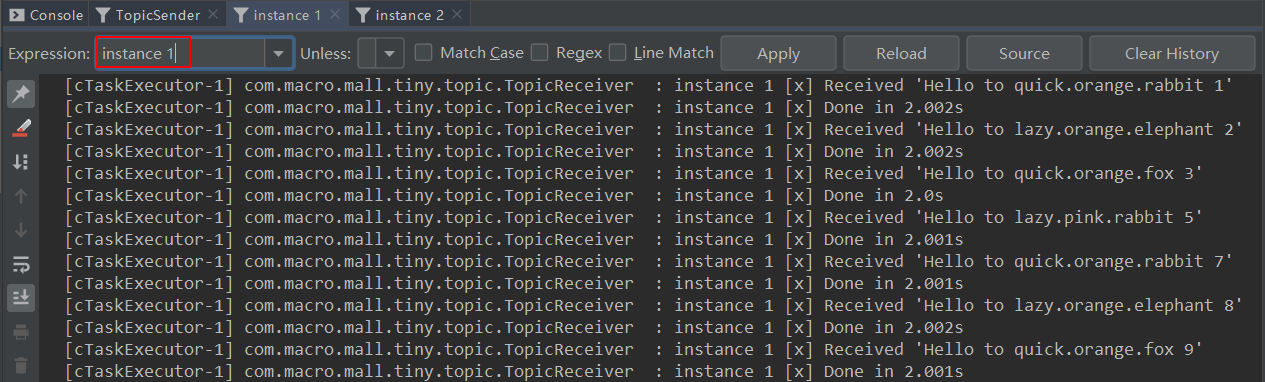 Console TopicSender instance 1 instance 2
Expression: instance 1 Unless: Match Case Regex Line Match Apply Reload Source Clear History
[cTaskExecutor-1] com.macro.mall.tiny.topic.TopicReceiver : instance 1 [x] Received 'Hello to quick.orange.rabbit 1'
[cTaskExecutor-1] com.macro.mall.tiny.topic.TopicReceiver : instance 1 [x] Done in 2.002s
[cTaskExecutor-1] com.macro.mall.tiny.topic.TopicReceiver : instance 1 [x] Received 'Hello to lazy.orange.elephant 2'
[cTaskExecutor-1] com.macro.mall.tiny.topic.TopicReceiver : instance 1 [x] Done in 2.002s
[cTaskExecutor-1] com.macro.mall.tiny.topic.TopicReceiver : instance 1 [x] Received 'Hello to quick.orange.fox 3'
[cTaskExecutor-1] com.macro.mall.tiny.topic.TopicReceiver : instance 1 [x] Done in 2.0s
[cTaskExecutor-1] com.macro.mall.tiny.topic.TopicReceiver : instance 1 [x] Received 'Hello to lazy.pink.rabbit 5'
[cTaskExecutor-1] com.macro.mall.tiny.topic.TopicReceiver : instance 1 [x] Done in 2.001s
[cTaskExecutor-1] com.macro.mall.tiny.topic.TopicReceiver : instance 1 [x] Received 'Hello to quick.orange.rabbit 7'
[cTaskExecutor-1] com.macro.mall.tiny.topic.TopicReceiver : instance 1 [x] Done in 2.001s
[cTaskExecutor-1] com.macro.mall.tiny.topic.TopicReceiver : instance 1 [x] Received 'Hello to lazy.orange.elephant 8'
[cTaskExecutor-1] com.macro.mall.tiny.topic.TopicReceiver : instance 1 [x] Done in 2.002s
[cTaskExecutor-1] com.macro.mall.tiny.topic.TopicReceiver : instance 1 [x] Received 'Hello to quick.orange.fox 9'
[cTaskExecutor-1] com.macro.mall.tiny.topic.TopicReceiver : instance 1 [x] Done in 2.001s